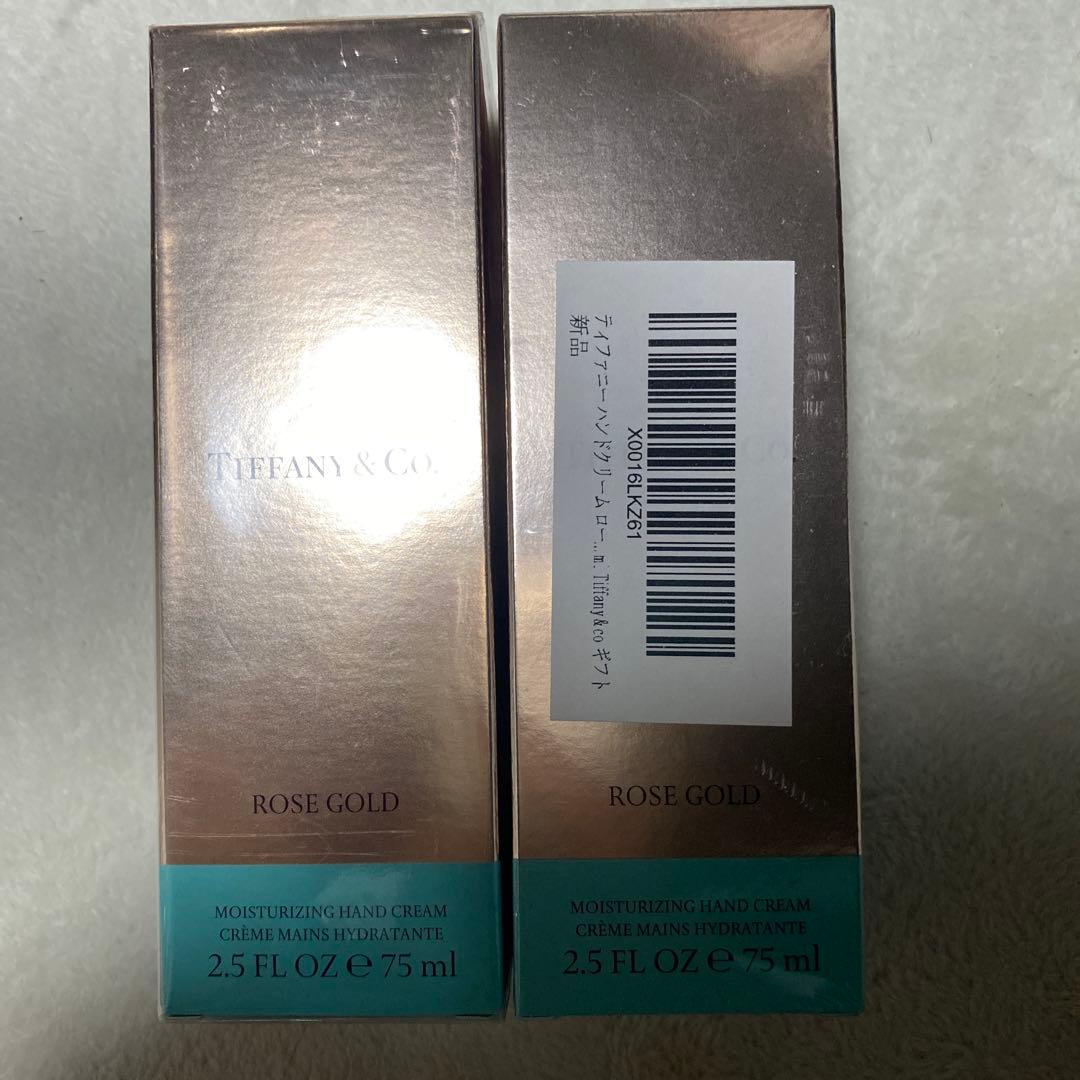 TIFFANY & CO.
ROSE GOLD
MOISTURIZING HAND CREAM
CRÈME MAINS HYDRATANTE
2.5 FL OZ e 75 ml
ティファニー ハンドクリーム ロー...m. Tiffany&co ギフト
新品
X0016LKZ61
ROSE GOLD
MOISTURIZING HAND CREAM
CRÈME MAINS HYDRATANTE
2.5 FL OZ e 75 ml